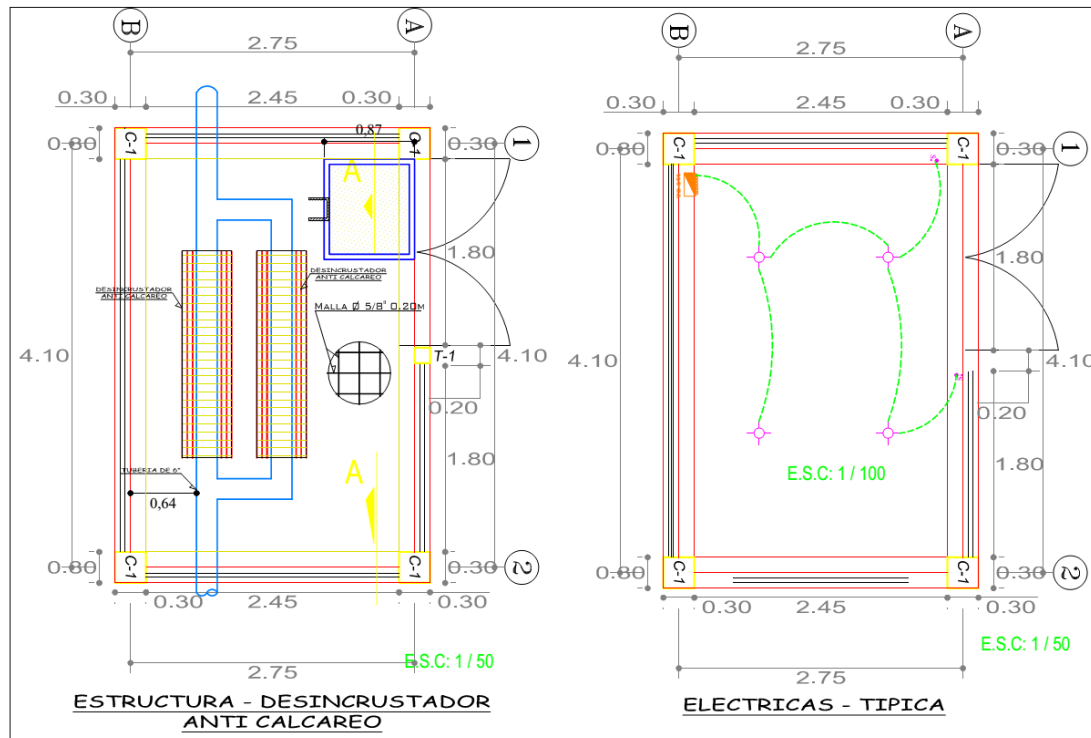 B
A
2.75
0.30
2.45
0.30
C-1
C-1
0,87
0.30
0.30
1
A
1.80
DESINCRUSTADOR
ANTI CALCAREO
DESINCRUSTADOR
ANTI CALCAREO
MALLA Ø 5/8" 0.20M
4.10
T-1
4.10
0.20
A
1.80
TUBERIA DE 6"
0,64
C-1
C-1
0.30
0.30
2
0.30
2.45
0.30
2.75
E.S.C: 1 / 50
ESTRUCTURA - DESINCRUSTADOR
ANTI CALCAREO
B
A
2.75
0.30
2.45
0.30
C-1
C-1
0.30
0.30
1
1.80
4.10
4.10
0.20
1.80
E.S.C: 1 / 100
C-1
C-1
0.30
0.30
2
0.30
2.45
0.30
2.75
E.S.C: 1 / 50
ELECTRICAS - TIPICA